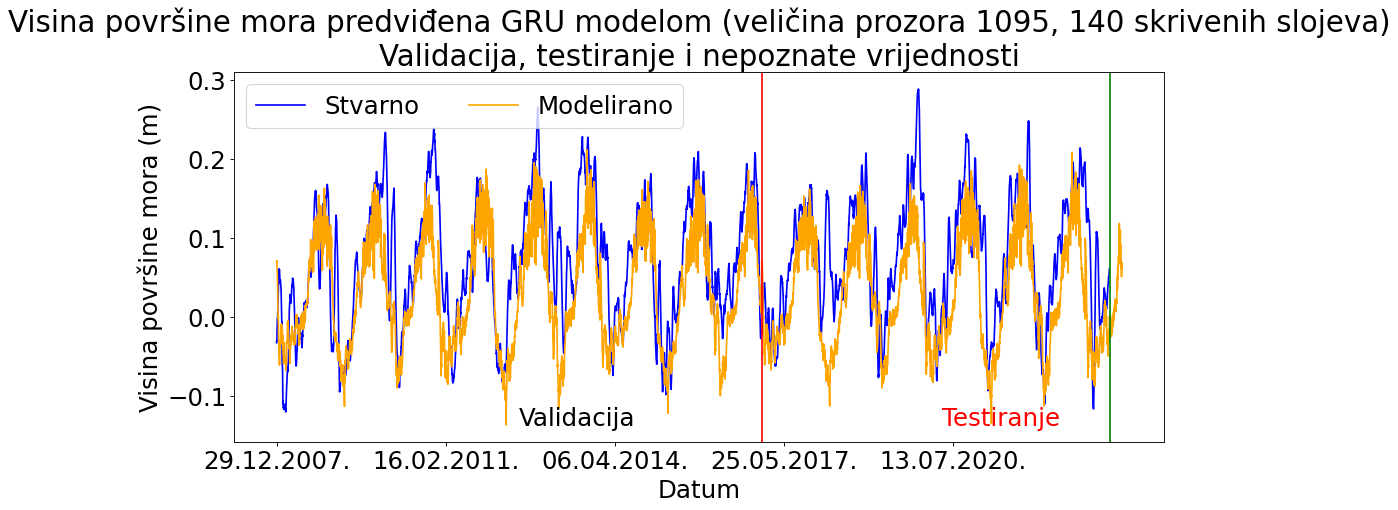 Visina površine mora predviđena GRU modelom (veličina prozora 1095, 140 skrivenih slojeva)
Validacija, testiranje i nepoznate vrijednosti
Stvarno Modelirano
Visina površine mora (m)
0.3
0.2
0.1
0.0
−0.1
Validacija Testiranje
29.12.2007. 16.02.2011. 06.04.2014. 25.05.2017. 13.07.2020.
Datum